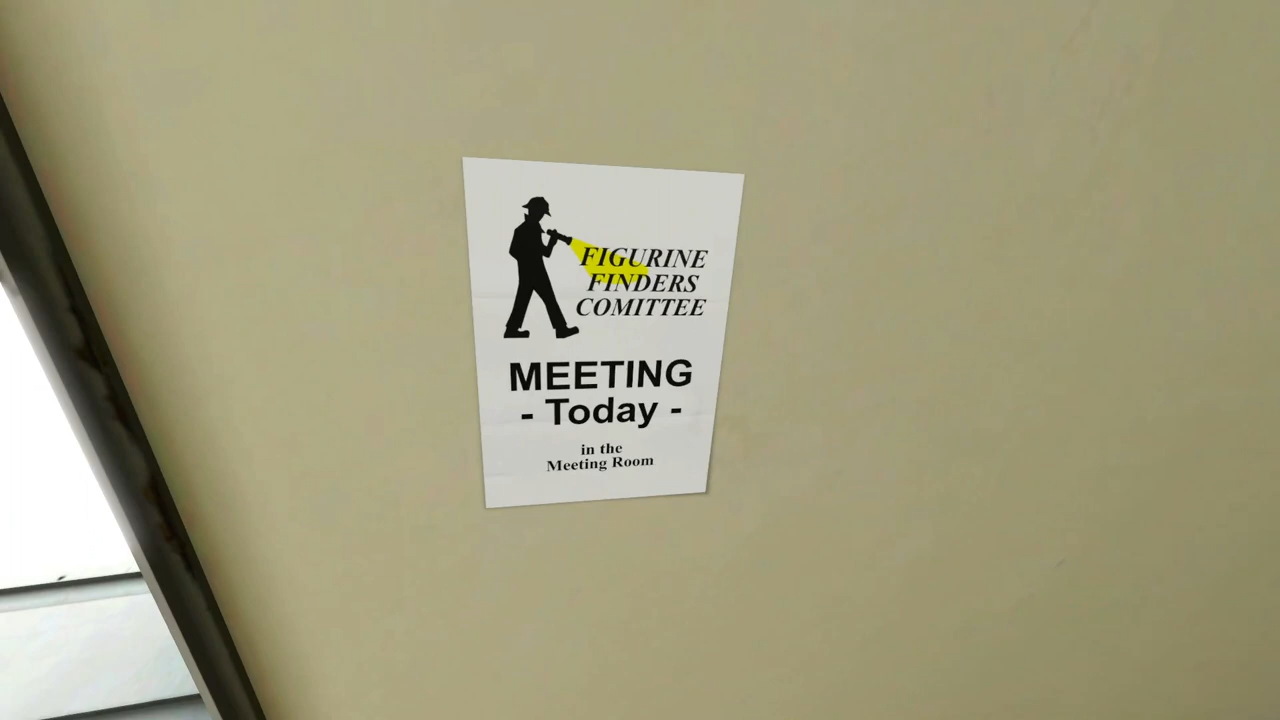 FIGURINE
FINDERS
COMITTEE
MEETING
- Today -
in the
Meeting Room